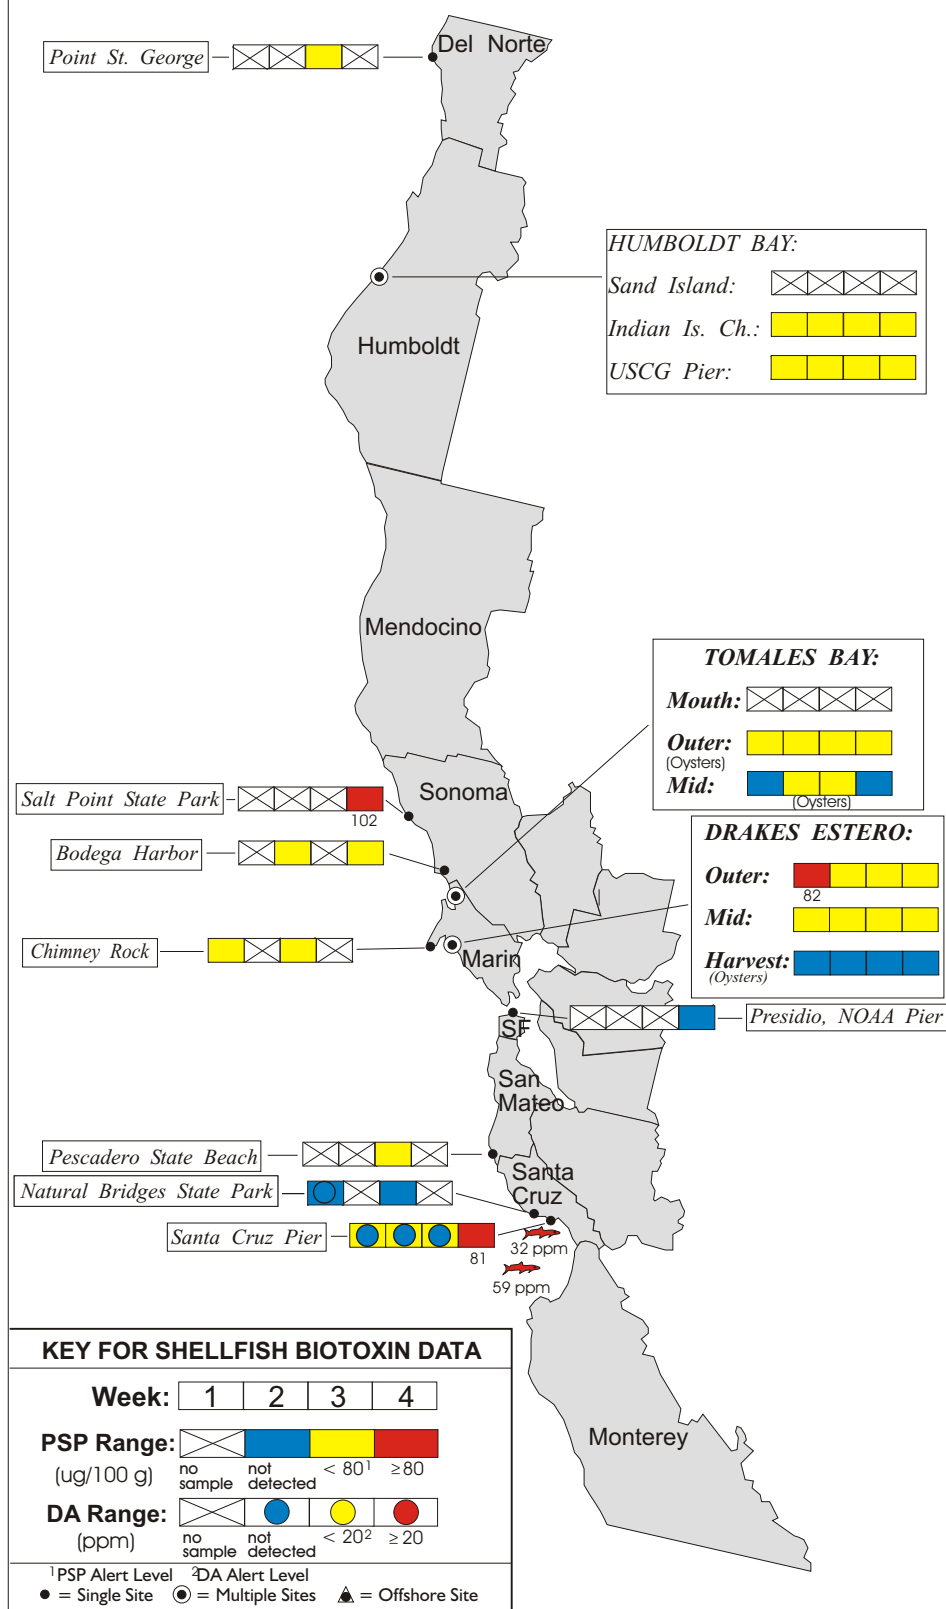 Point St. George
Del Norte
HUMBOLDT BAY:
Sand Island:
Indian Is. Ch.:
USCG Pier:
Humboldt
Mendocino
TOMALES BAY:
Mouth:
Outer:
(Oysters)
Mid:
(Oysters)
Sonoma
Salt Point State Park
102
Bodega Harbor
DRAKES ESTERO:
Outer:
82
Mid:
Harvest:
(Oysters)
Chimney Rock
Marin
Presidio, NOAA Pier
SF
San
Mateo
Pescadero State Beach
Santa
Cruz
Natural Bridges State Park
Santa Cruz Pier
81
32 ppm
59 ppm
Monterey
KEY FOR SHELLFISH BIOTOXIN DATA
Week: 1 2 3 4
PSP Range:
(ug/100 g)
no sample not detected < 80¹ ≥80
DA Range:
(ppm)
no sample not detected < 20² ≥ 20
¹PSP Alert Level ²DA Alert Level
= Single Site = Multiple Sites = Offshore Site